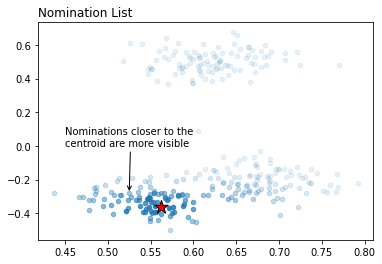 Nomination List
0.6
0.4
0.2
0.0
−0.2
−0.4
Nominations closer to the
centroid are more visible
0.45 0.50 0.55 0.60 0.65 0.70 0.75 0.80